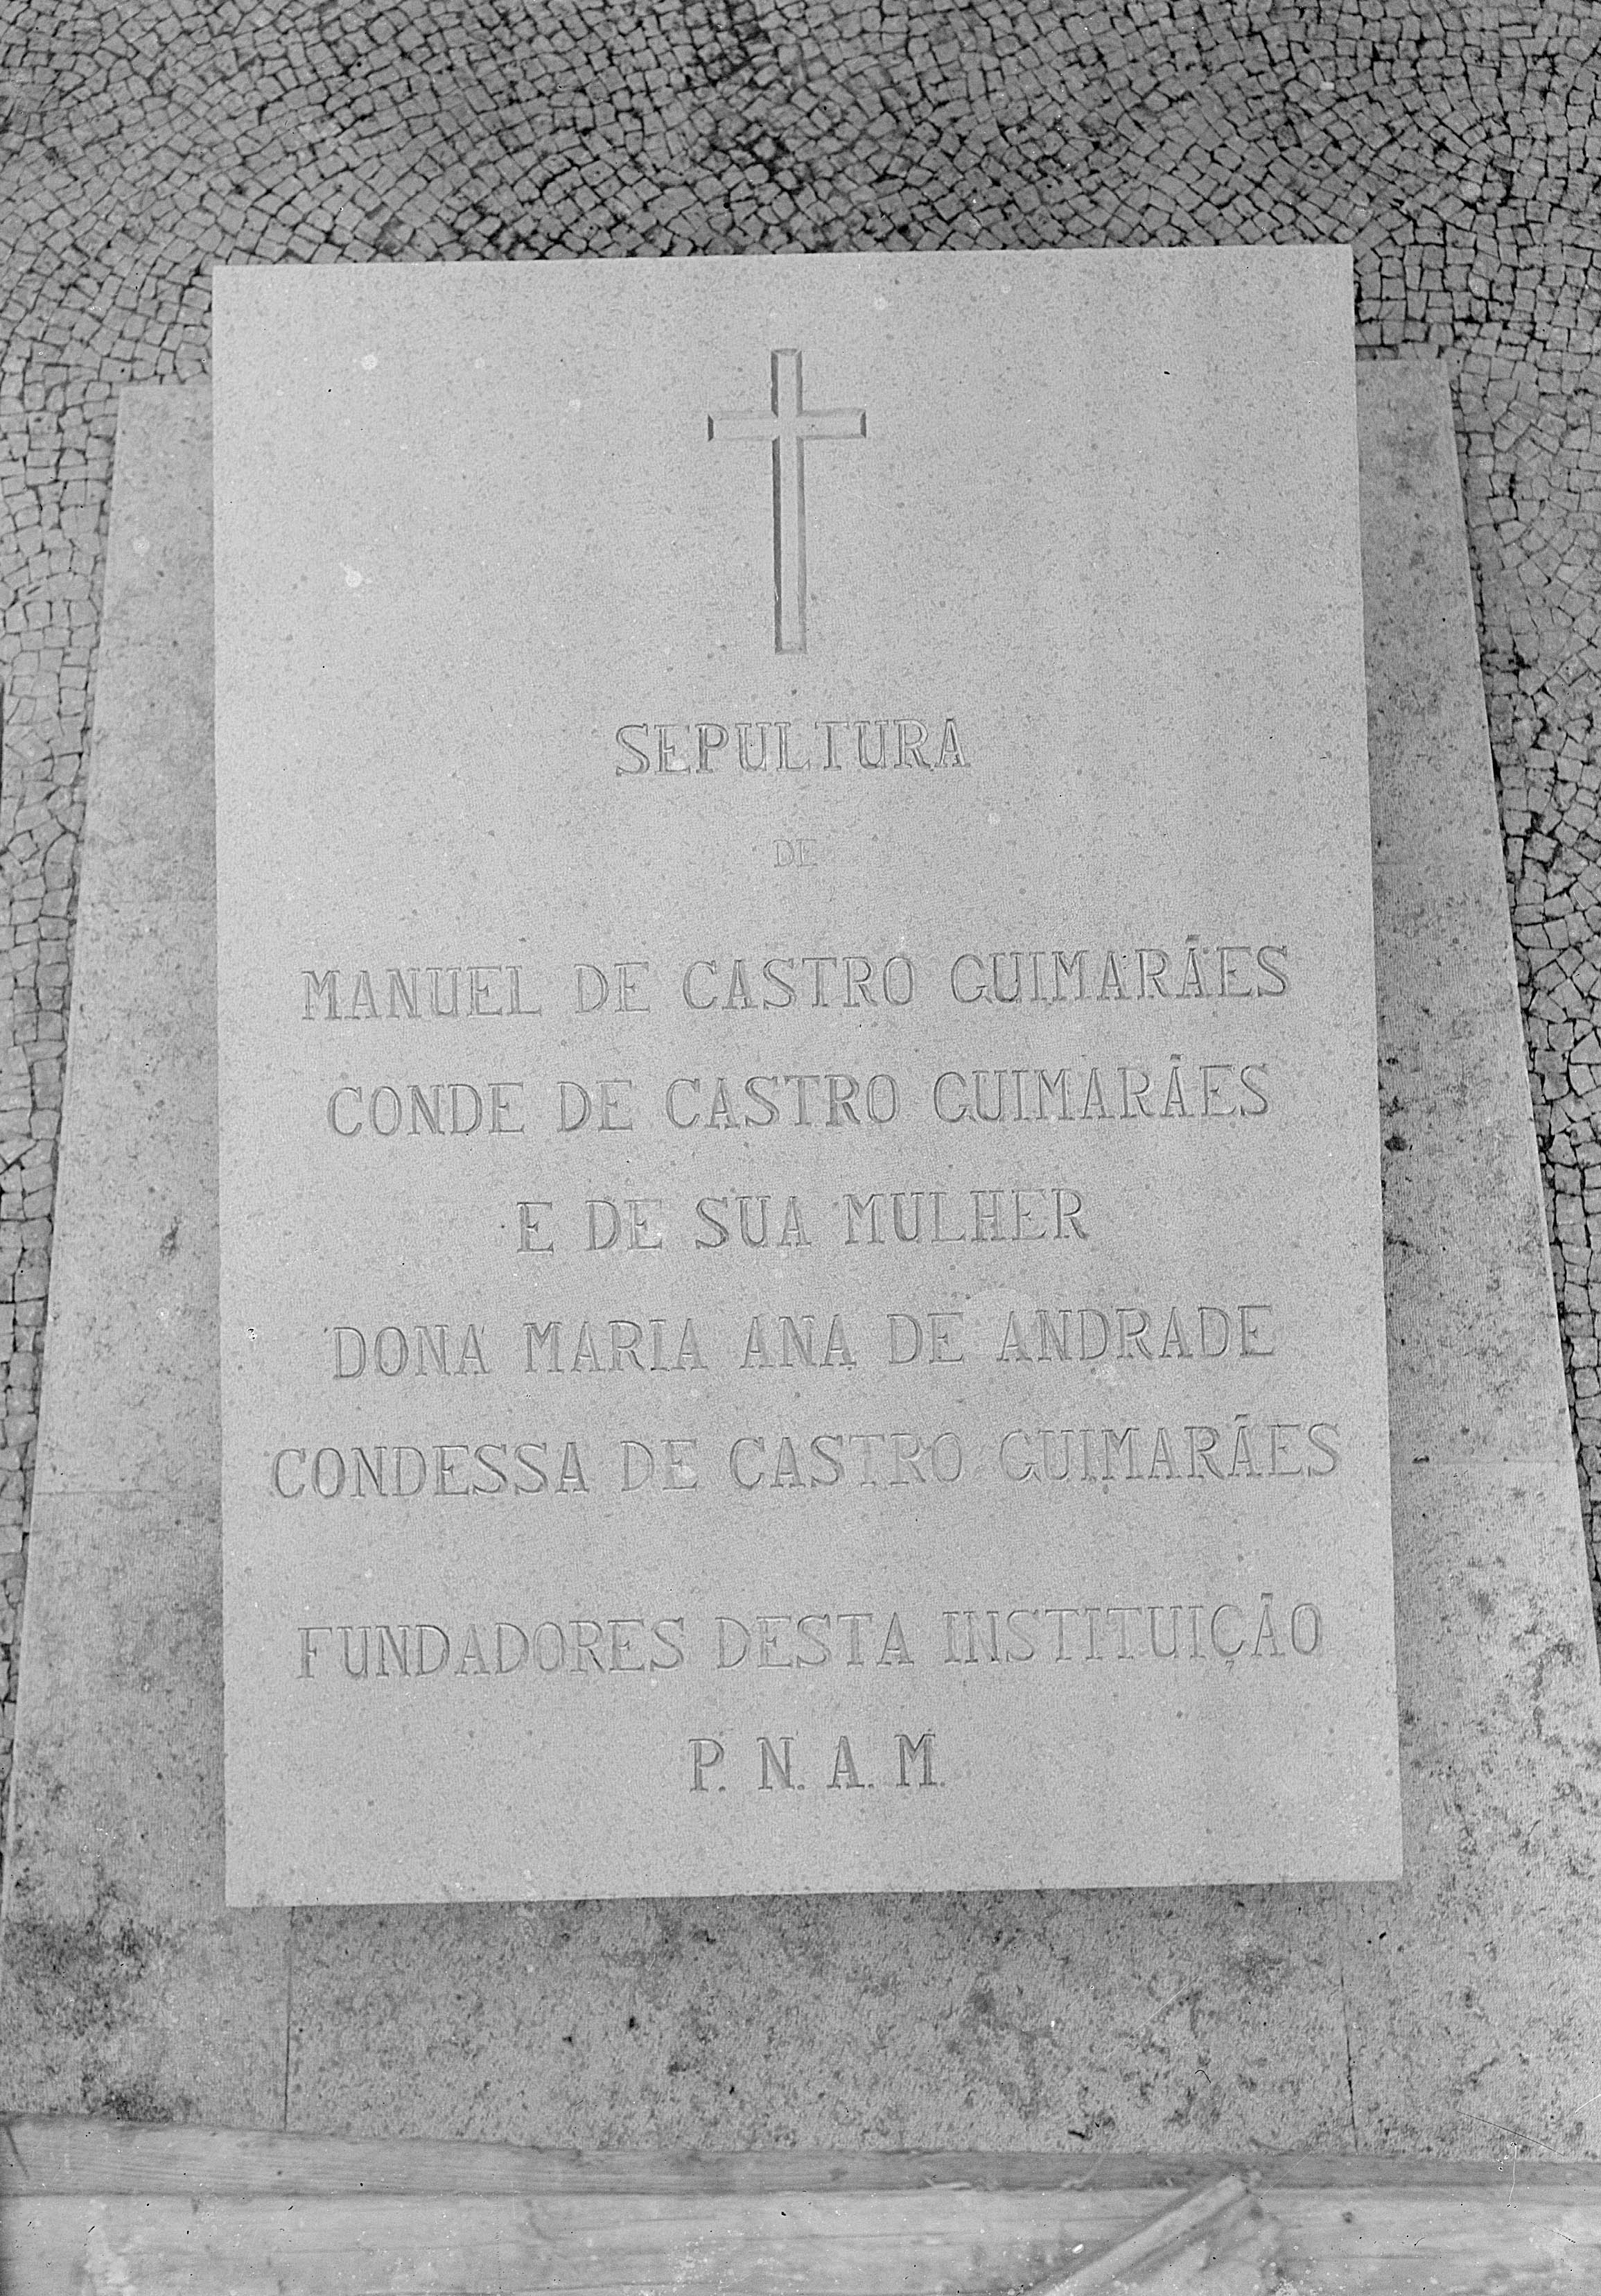 SEPULTURA
DE
MANUEL DE CASTRO GUIMARÃES
CONDE DE CASTRO GUIMARÃES
E DE SUA MULHER
DONA MARIA ANA DE ANDRADE
CONDESSA DE CASTRO GUIMARÃES
FUNDADORES DESTA INSTITUIÇÃO
P. N. A. M.